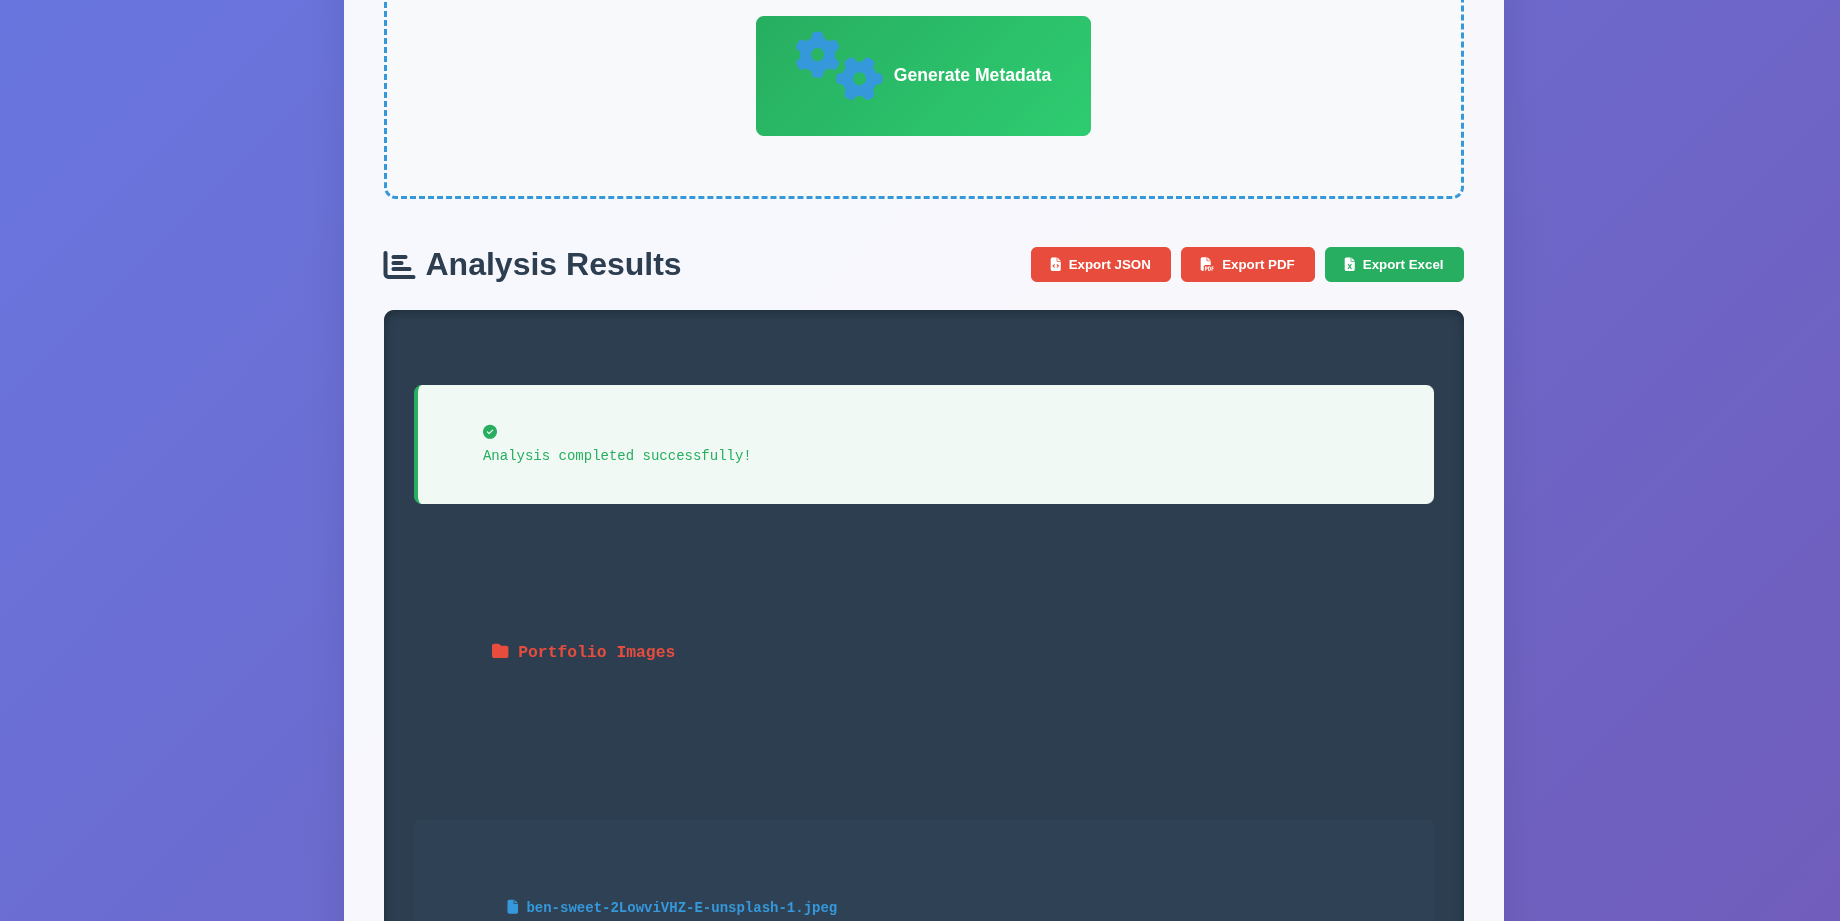 Generate Metadata
Analysis Results
Export JSON
Export PDF
Export Excel
Analysis completed successfully!
Portfolio Images
ben-sweet-2LowviVHZ-E-unsplash-1.jpeg